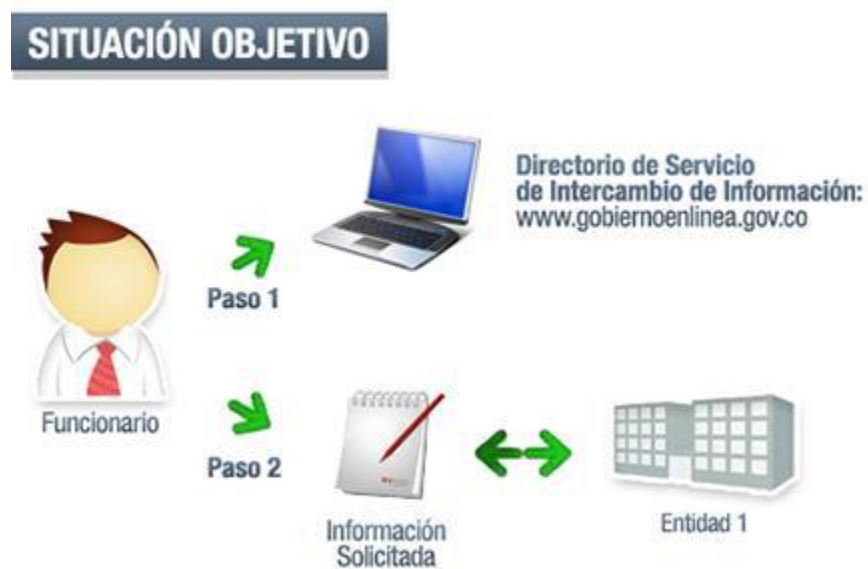 SITUACIÓN OBJETIVO
Directorio de Servicio
de Intercambio de Información:
www.gobiernoenlinea.gov.co
Paso 1
Funcionario
Paso 2
Información
Solicitada
Entidad 1